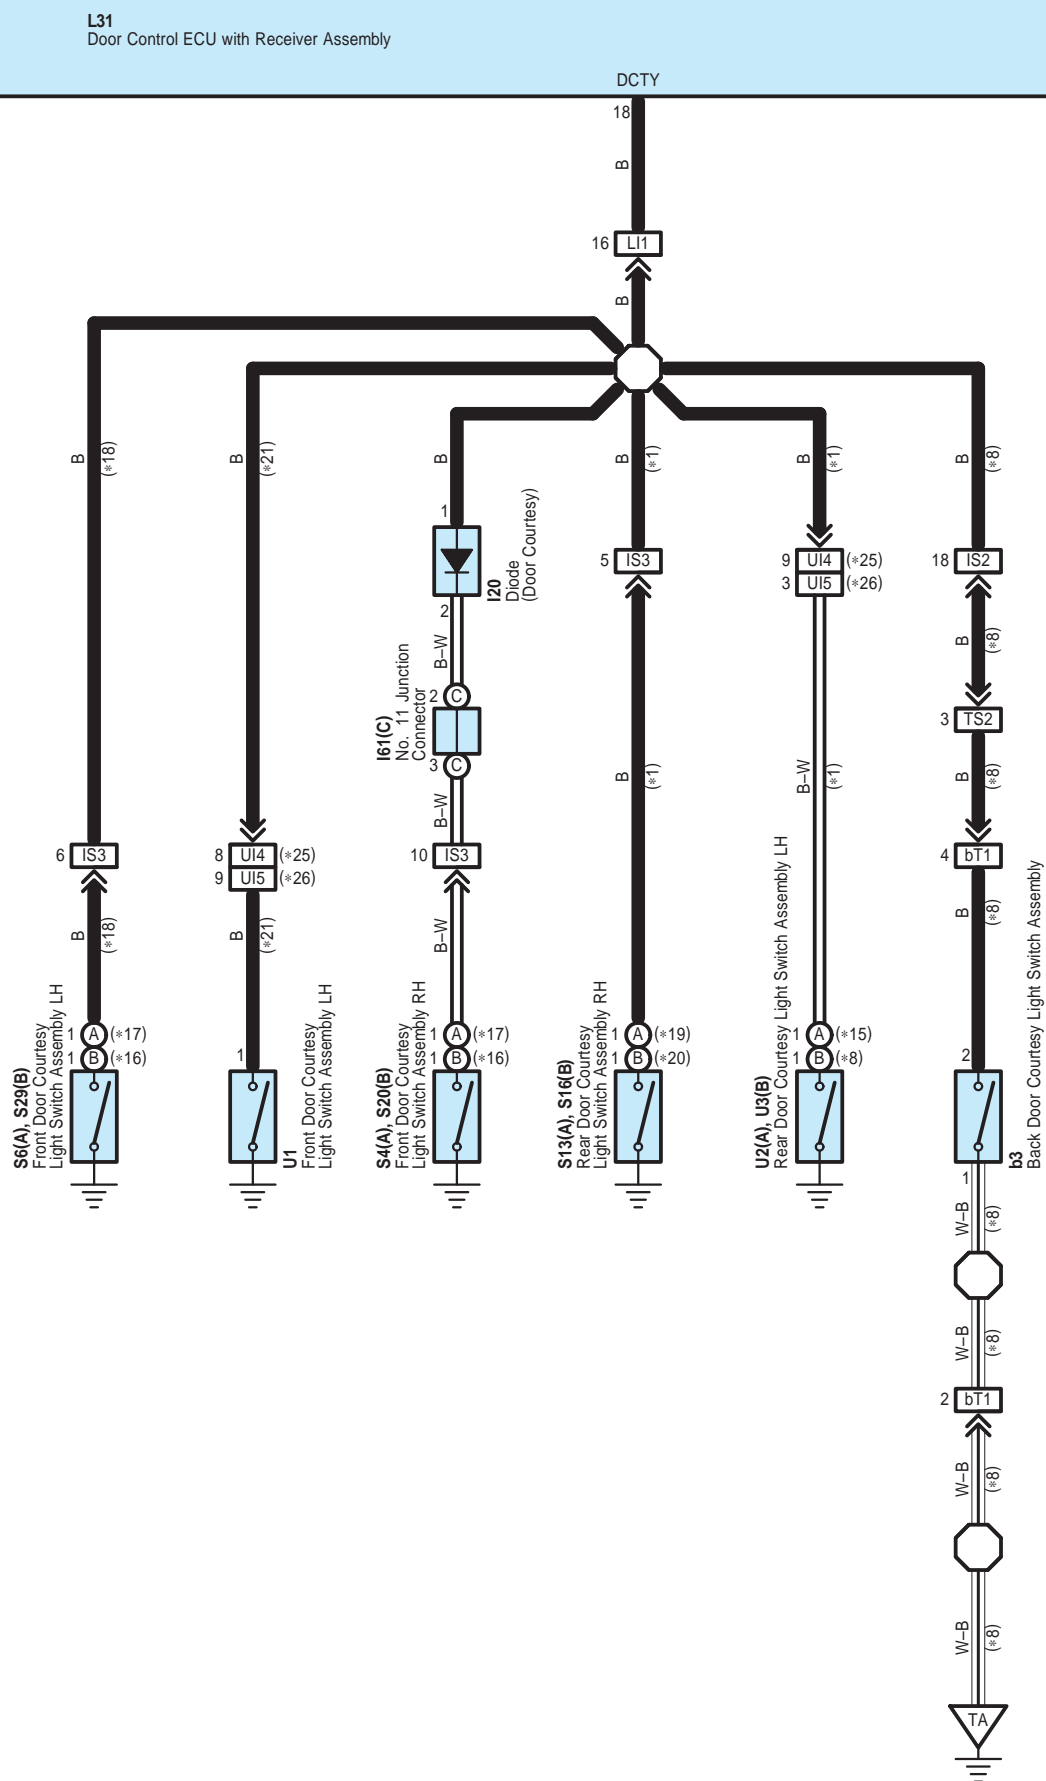 L31
Door Control ECU with Receiver Assembly
DCTY
18
B
16 LI1
B
B
(*18)
B
(*21)
B
B
(*1)
B
(*1)
B
(*8)
1
I20
Diode
(Door Courtesy)
2
5 IS3
9 UI4 (*25)
3 UI5 (*26)
18 IS2
B
(*8)
B-W
I61(C)
No. 11 Junction
Connector
2 C
3 C
3 TS2
B
(*1)
B-W
(*1)
B
(*8)
B-W
6 IS3
8 UI4 (*25)
9 UI5 (*26)
10 IS3
4 bT1
B
(*18)
B
(*21)
B-W
B
(*8)
1 A (*17)
1 B (*16)
S6(A), S29(B)
Front Door Courtesy
Light Switch Assembly LH
1
U1
Front Door Courtesy
Light Switch Assembly LH
1 A (*17)
1 B (*16)
S4(A), S20(B)
Front Door Courtesy
Light Switch Assembly RH
1 A (*19)
1 B (*20)
S13(A), S16(B)
Rear Door Courtesy
Light Switch Assembly RH
1 A (*15)
1 B (*8)
U2(A), U3(B)
Rear Door Courtesy Light Switch Assembly LH
2
b3
Back Door Courtesy Light Switch Assembly
1
W-B
(*8)
W-B
(*8)
2 bT1
W-B
(*8)
W-B
(*8)
TA